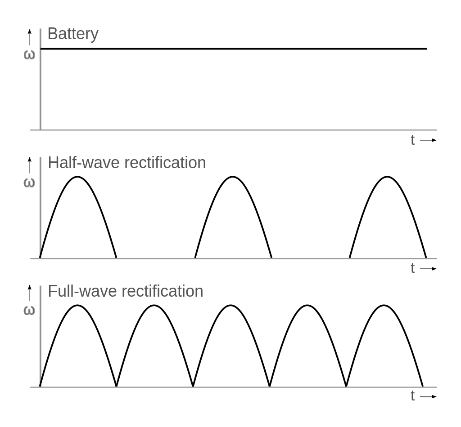 Battery
ω
t
Half-wave rectification
ω
t
Full-wave rectification
ω
t